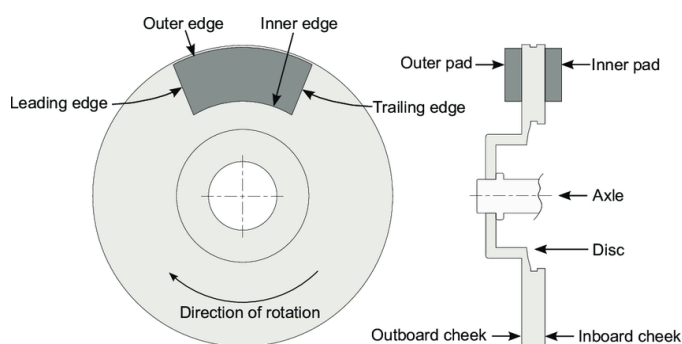 Outer edge
Inner edge
Leading edge
Trailing edge
Direction of rotation
Outer pad
Inner pad
Axle
Disc
Outboard cheek
Inboard cheek